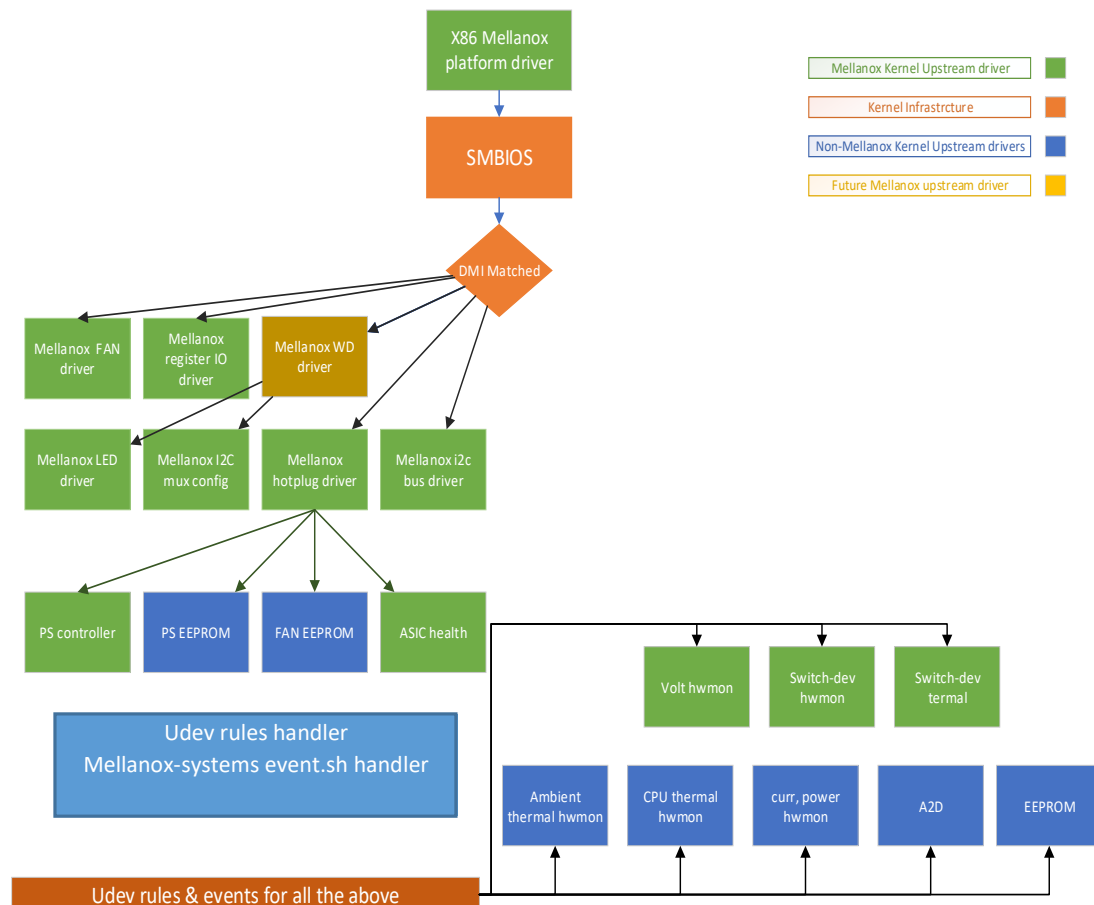 X86 Mellanox
platform driver
Mellanox Kernel Upstream driver
Kernel Infrastrcture
Non-Mellanox Kernel Upstream drivers
Future Mellanox upstream driver
SMBIOS
DMI Matched
Mellanox FAN
driver
Mellanox
register IO
driver
Mellanox WD
driver
Mellanox LED
driver
Mellanox I2C
mux config
Mellanox
hotplug driver
Mellanox i2c
bus driver
PS controller
PS EEPROM
FAN EEPROM
ASIC health
Volt hwmon
Switch-dev
hwmon
Switch-dev
termal
Udev rules handler
Mellanox-systems event.sh handler
Ambient
thermal hwmon
CPU thermal
hwmon
curr, power
hwmon
A2D
EEPROM
Udev rules & events for all the above